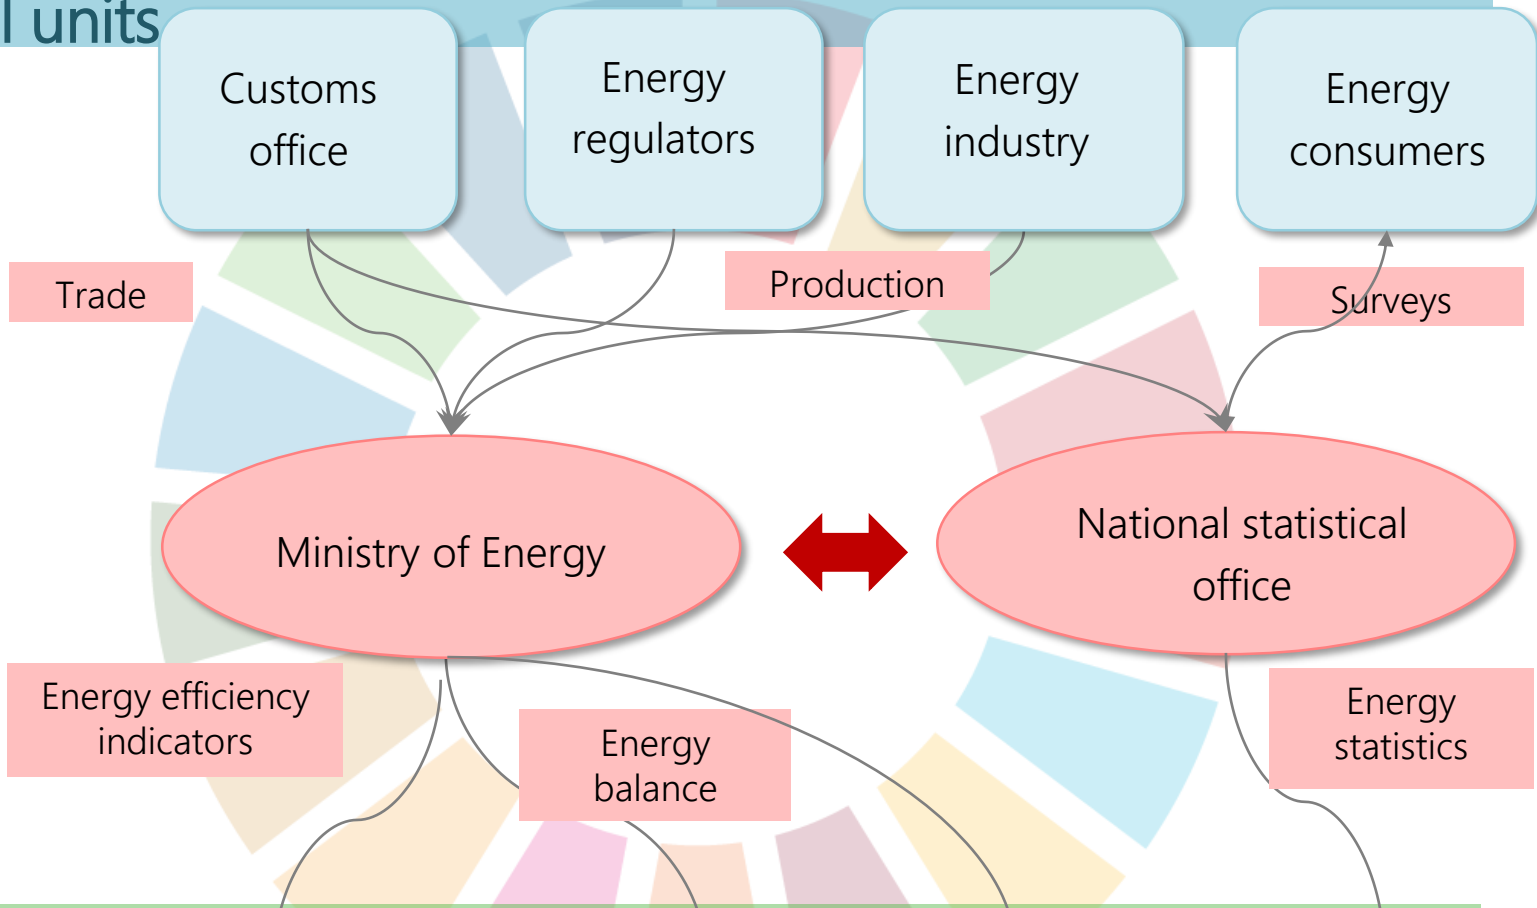 l units
Customs
office
Energy
regulators
Energy
industry
Energy
consumers
Trade
Production
Surveys
Ministry of Energy
National statistical
office
Energy efficiency
indicators
Energy
balance
Energy
statistics